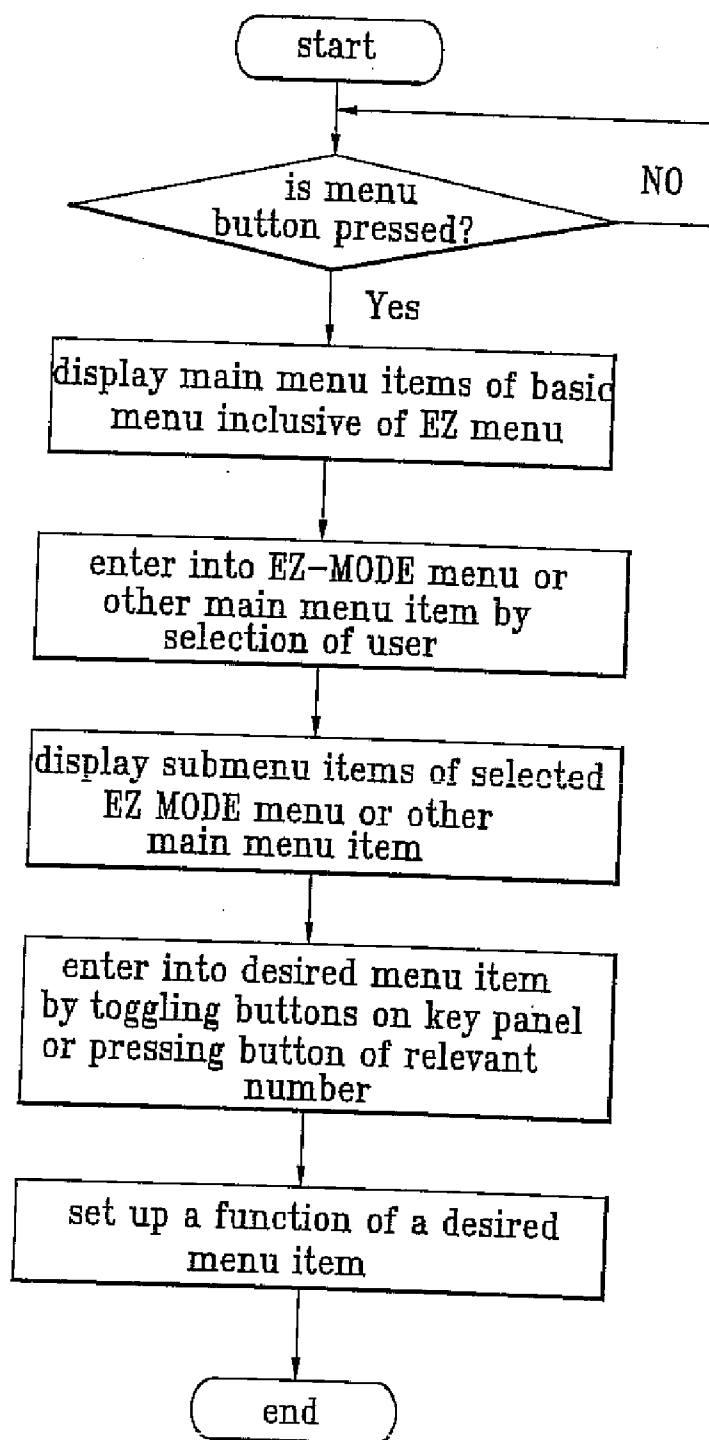 start
is menu
button pressed?
NO
Yes
display main menu items of basic
menu inclusive of EZ menu
enter into EZ-MODE menu or
other main menu item by
selection of user
display submenu items of selected
EZ MODE menu or other
main menu item
enter into desired menu item
by toggling buttons on key panel
or pressing button of relevant
number
set up a function of a desired
menu item
end